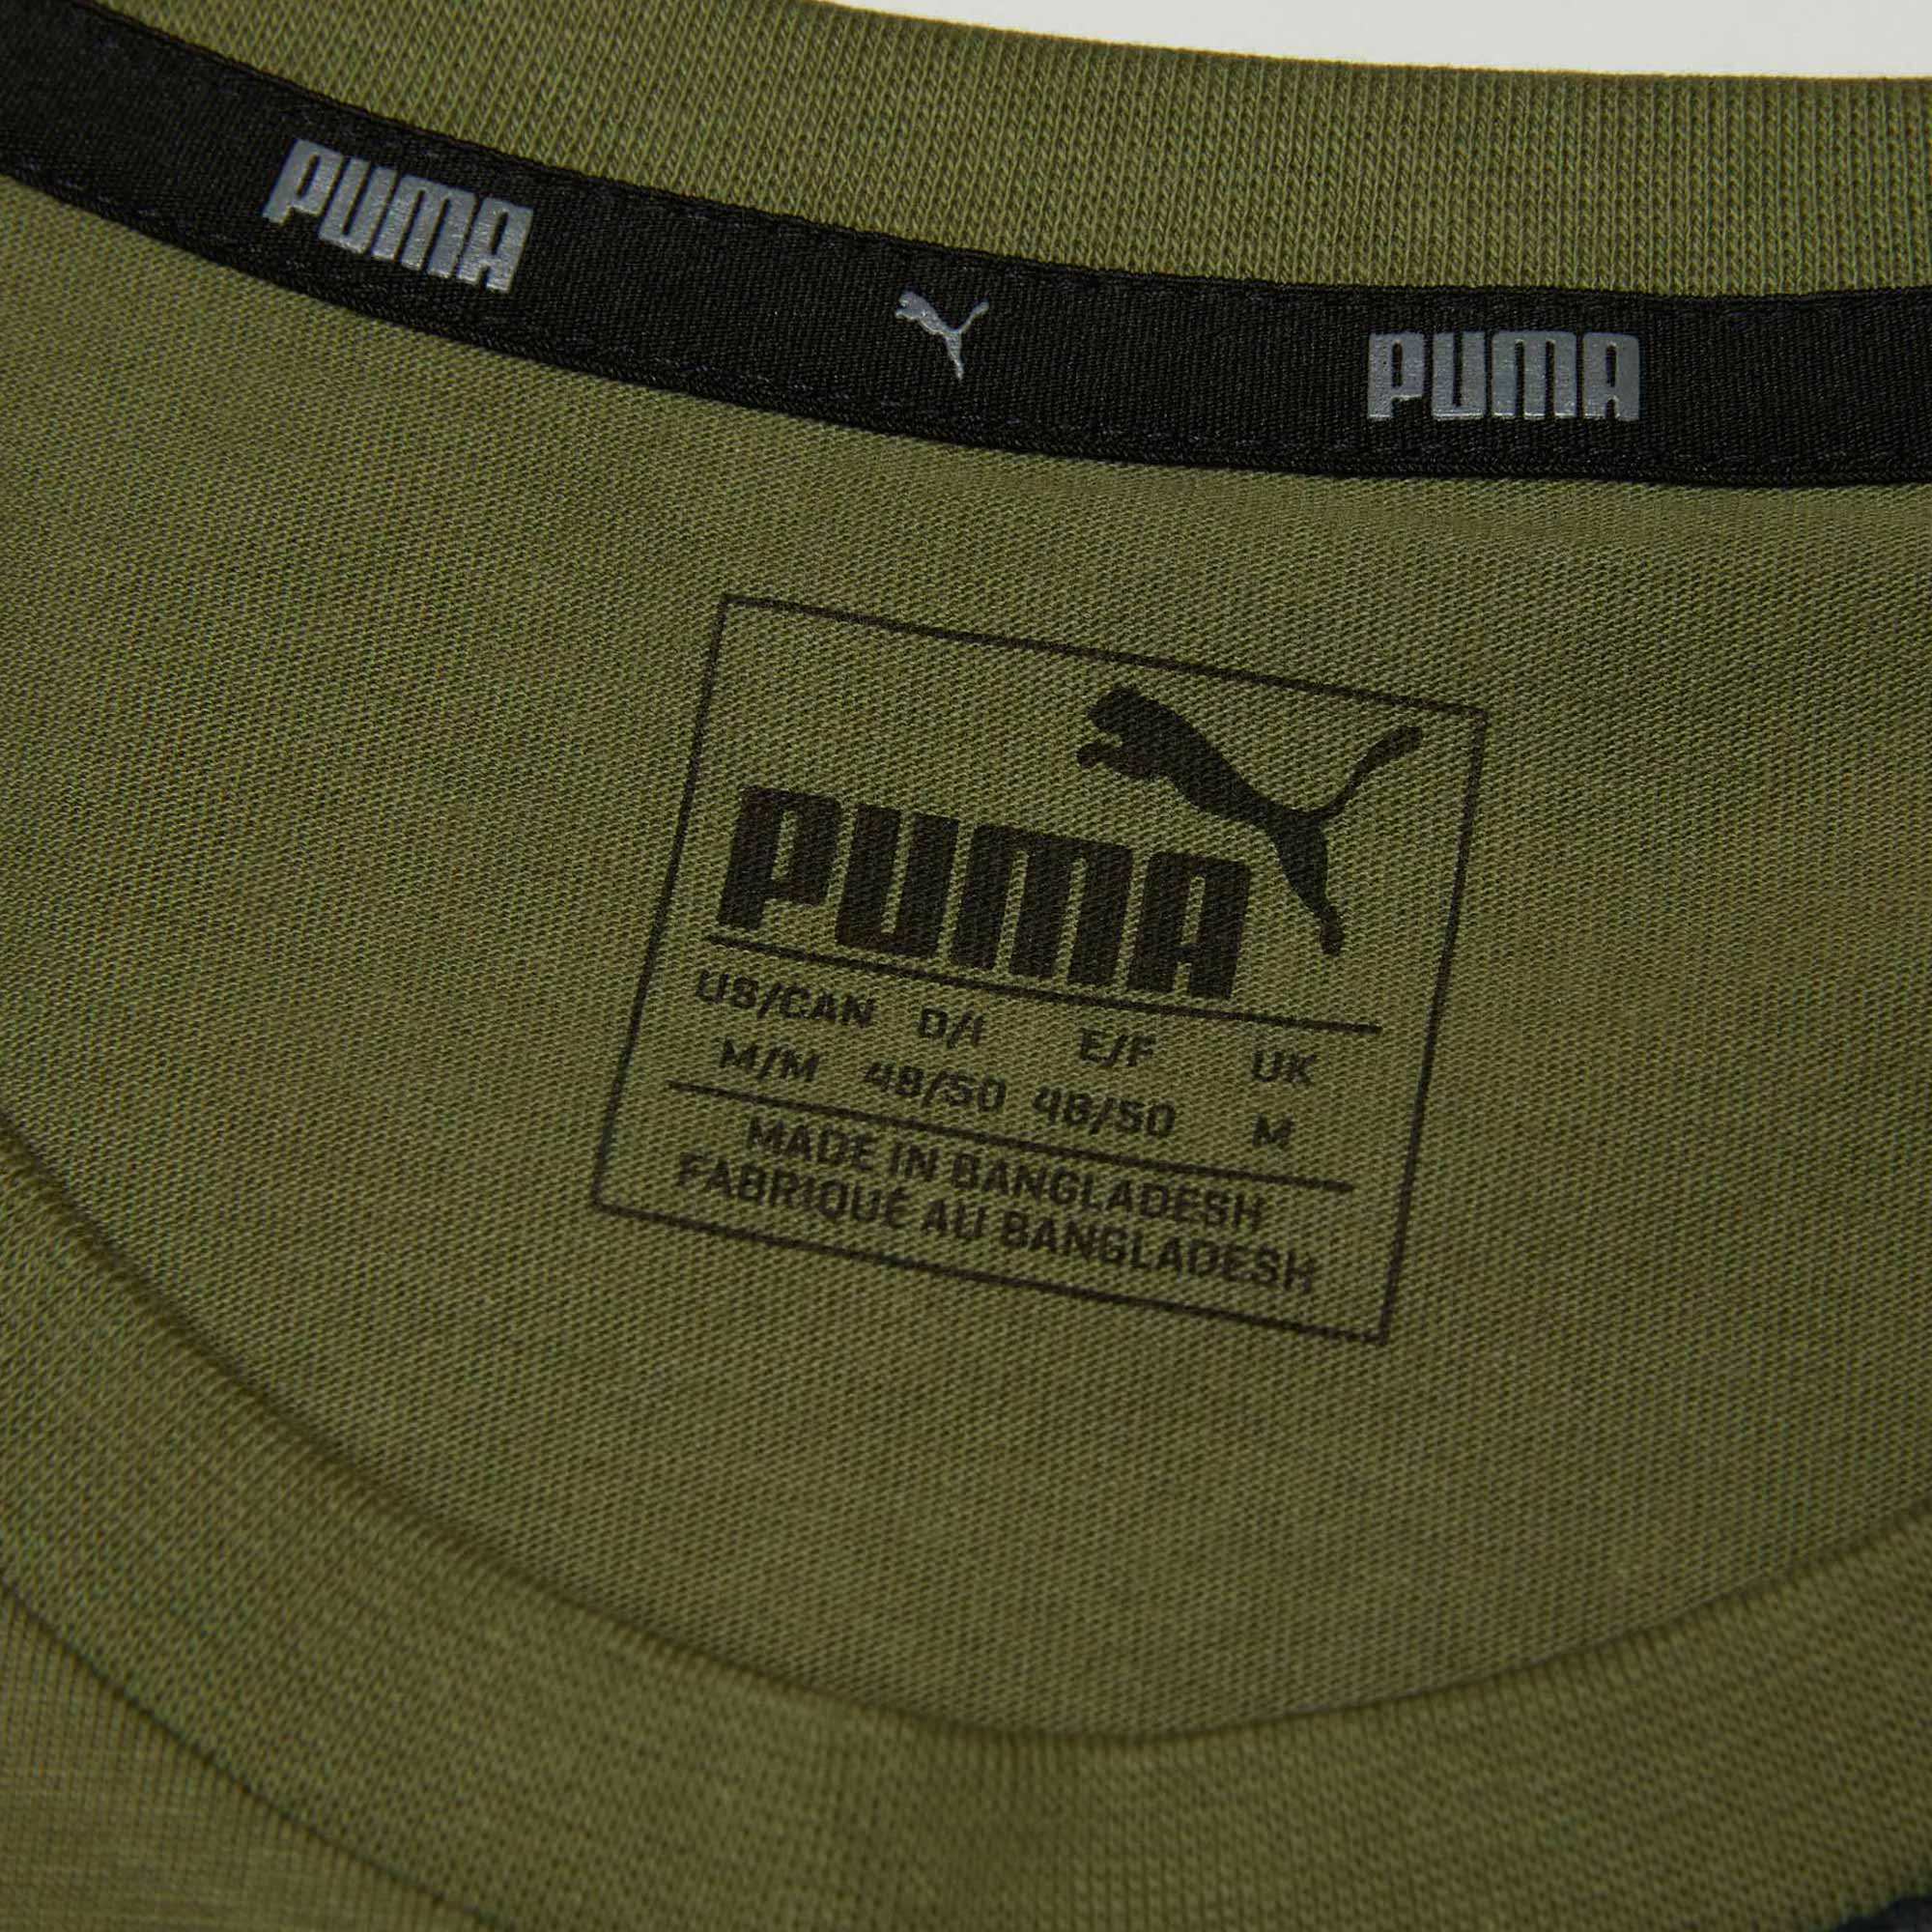 PUMA PUMA
PUMA
US/CAN D/I E/F UK
M/M 48/50 48/50 M
MADE IN BANGLADESH
FABRIQUÉ AU BANGLADESH